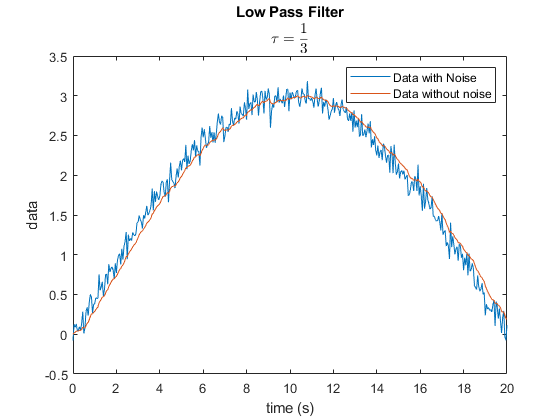 Low Pass Filter
τ = 1/3
3.5
3
2.5
2
1.5
1
0.5
0
-0.5
data
Data with Noise
Data without noise
0 2 4 6 8 10 12 14 16 18 20
time (s)